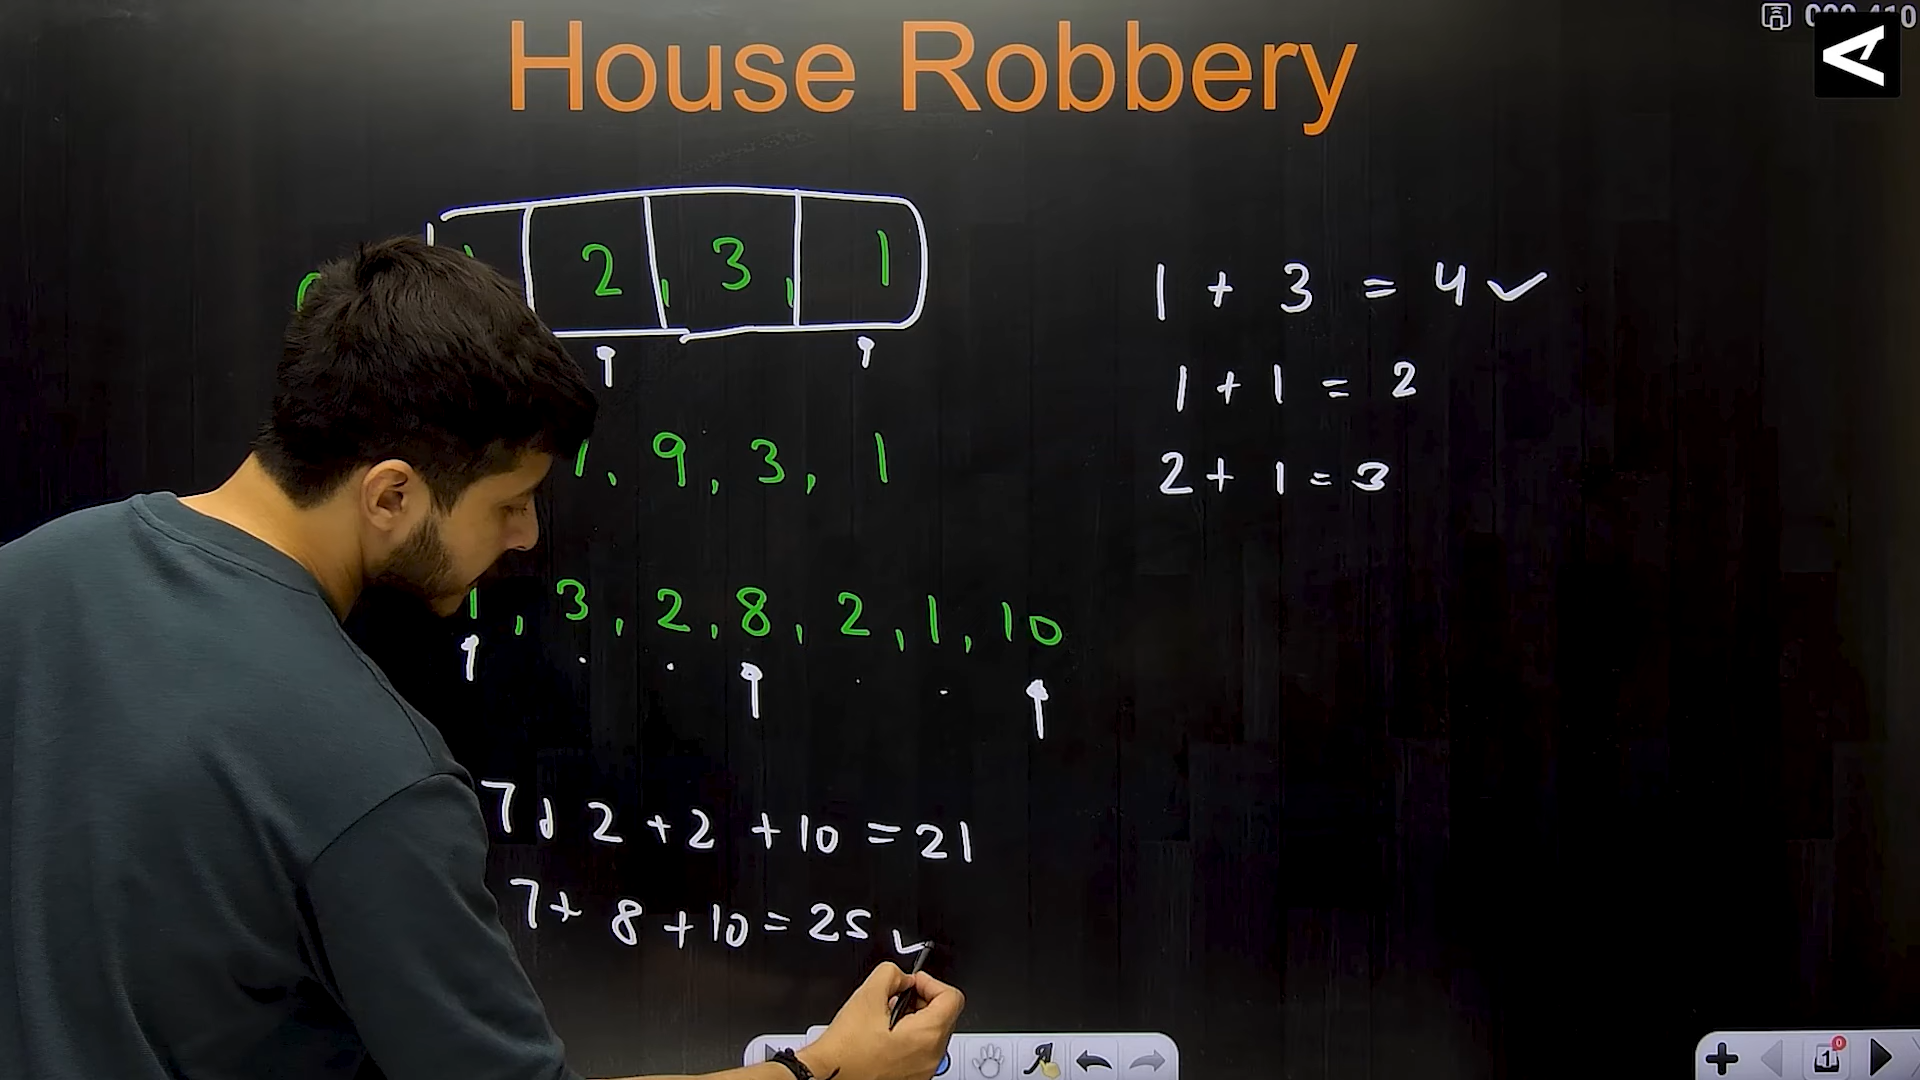 House Robbery
2, 3, 1
9, 3, 1
1, 3, 2, 8, 2, 1, 10
7+ 2 + 2 + 10 = 21
7+ 8 + 10 = 25 ✓
1 + 3 = 4 ✓
1 + 1 = 2
2 + 1 = 3